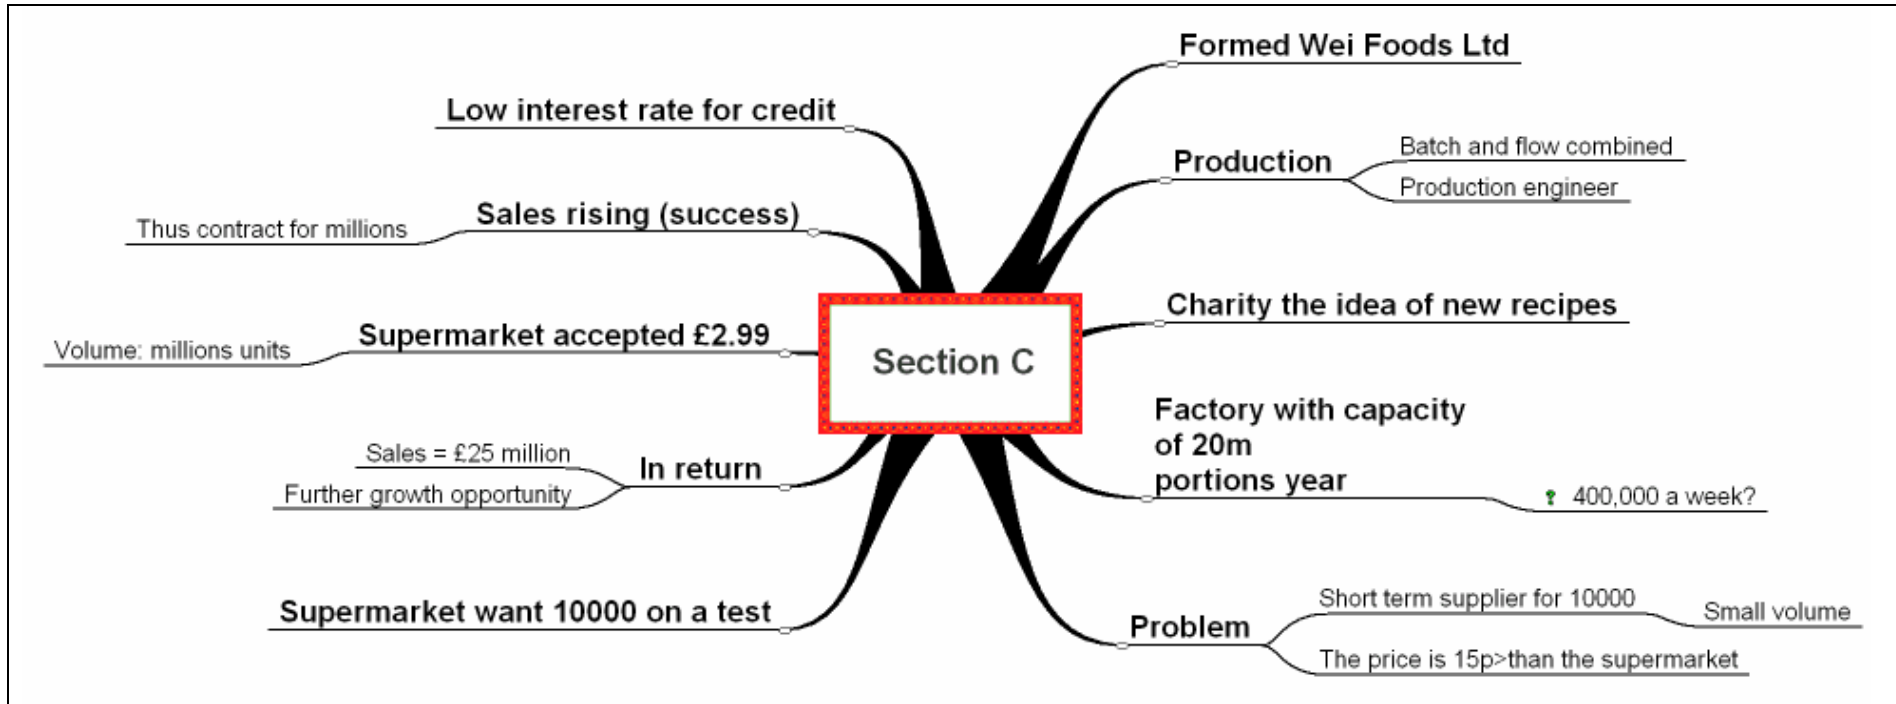 Section C
Formed Wei Foods Ltd
Production
Batch and flow combined
Production engineer
Charity the idea of new recipes
Factory with capacity
of 20m
portions year
400,000 a week?
Problem
Short term supplier for 10000
Small volume
The price is 15p>than the supermarket
Low interest rate for credit
Sales rising (success)
Thus contract for millions
Supermarket accepted £2.99
Volume: millions units
In return
Sales = £25 million
Further growth opportunity
Supermarket want 10000 on a test